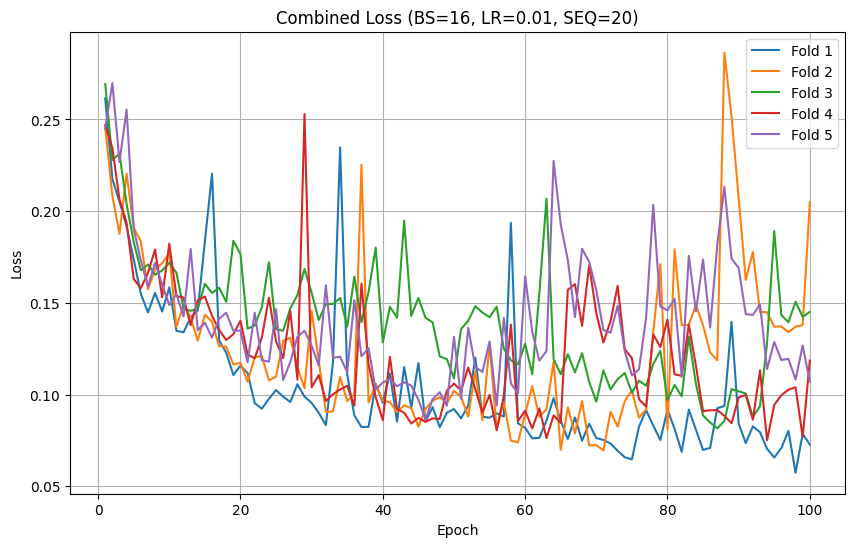 Combined Loss (BS=16, LR=0.01, SEQ=20)
Fold 1
Fold 2
Fold 3
Fold 4
Fold 5
Loss
0.25
0.20
0.15
0.10
0.05
0 20 40 60 80 100
Epoch